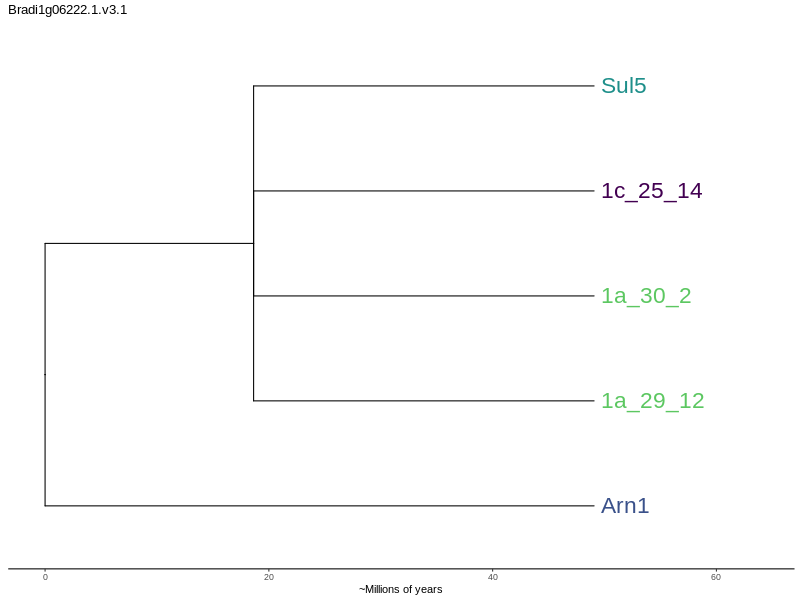 Bradi1g06222.1.v3.1
Sul5
1c_25_14
1a_30_2
1a_29_12
Arn1
0 20 40 60
~Millions of years